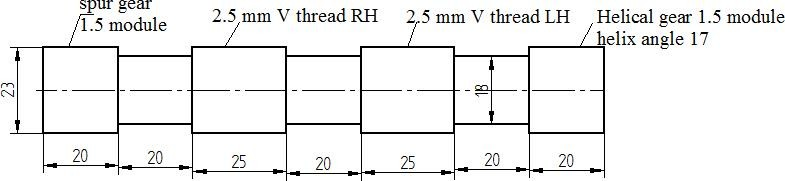 spur gear
1.5 module
2.5 mm V thread RH
2.5 mm V thread LH
Helical gear 1.5 module
helix angle 17
23
18
20
20
25
20
25
20
20